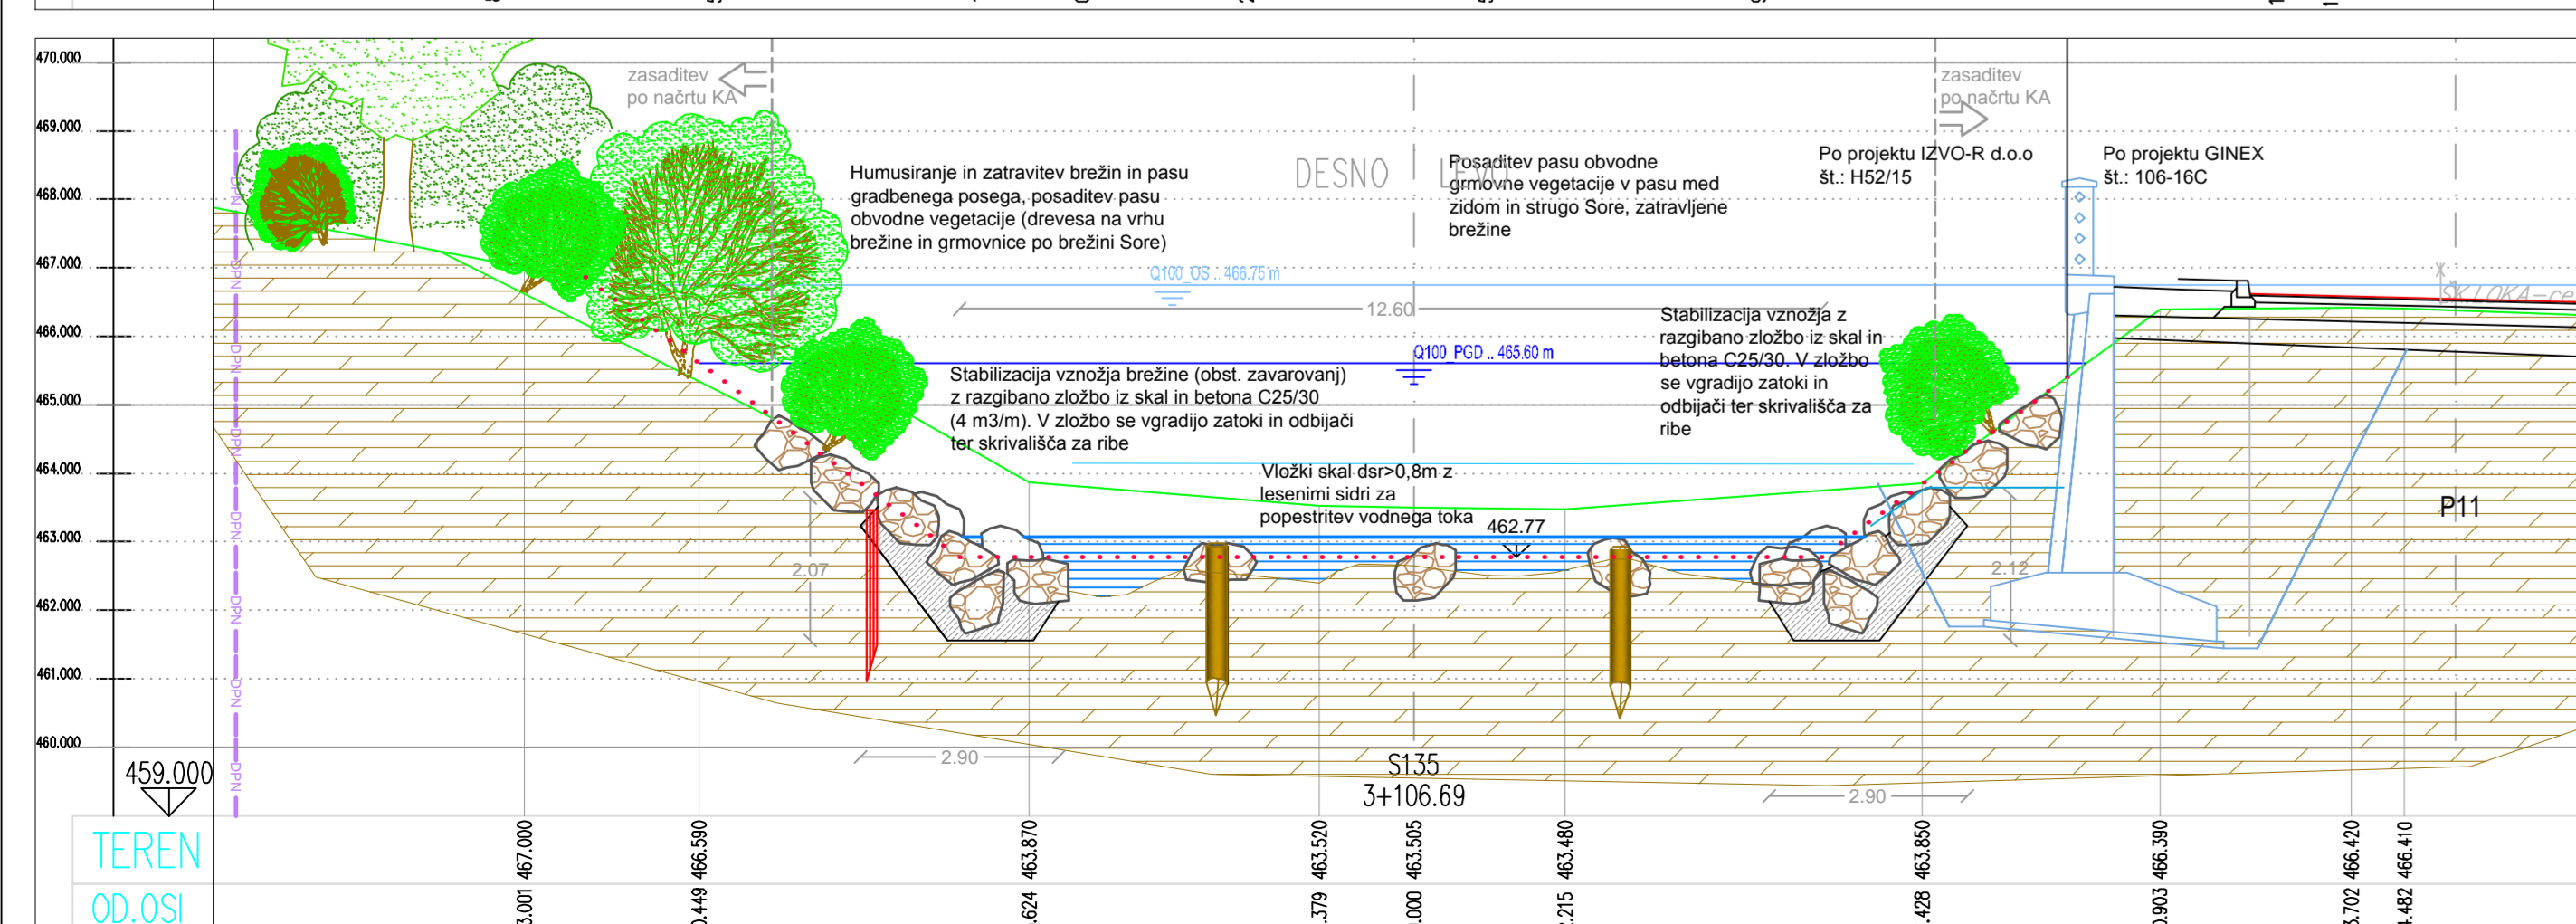 470.000
469.000
468.000
467.000
466.000
465.000
464.000
463.000
462.000
461.000
460.000
459.000
DPN
DPN
DPN
DPN
DPN
DPN
DPN
DPN
zasaditev
po načrtu KA
Humusiranje in zatravitev brežin in pasu
gradbenega posega, posaditev pasu
obvodne vegetacije (drevesa na vrhu
brežine in grmovnice po brežini Sore)
DESNO
LEVO
Posaditev pasu obvodne
grmovne vegetacije v pasu med
zidom in strugo Sore, zatravljene
brežine
zasaditev
po načrtu KA
Po projektu IZVO-R d.o.o
št.: H52/15
Po projektu GINEX
št.: 106-16C
Q100_OS .. 466.75 m
12.60
Q100_PGD .. 465.60 m
Stabilizacija vznožja brežine (obst. zavarovanj)
z razgibano zložbo iz skal in betona C25/30
(4 m3/m). V zložbo se vgradijo zatoki in odbijači
ter skrivališča za ribe
Stabilizacija vznožja z
razgibano zložbo iz skal in
betona C25/30. V zložbo
se vgradijo zatoki in
odbijači ter skrivališča za
ribe
Vložki skal dsr>0,8m z
lesenimi sidri za
popestritev vodnega toka
462.77
2.07
2.12
2.90
2.90
P11
S135
3+106.69
TEREN
467.000
466.590
463.870
463.520
463.505
463.480
463.850
466.390
466.420
466.410
OD.OSI